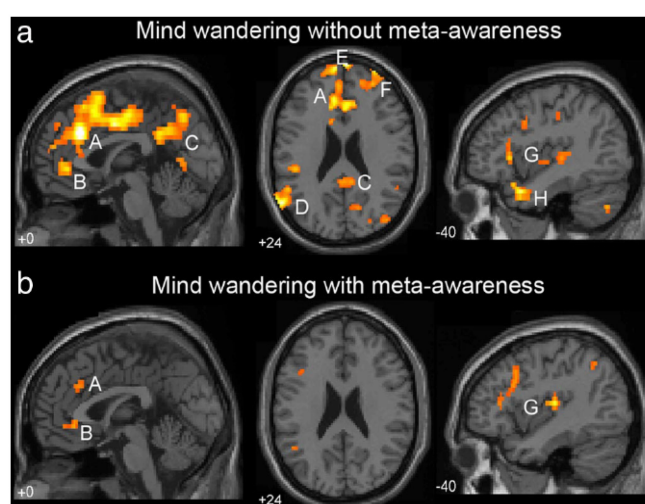 a
Mind wandering without meta-awareness
A
B
C
+0
E
A
F
C
D
+24
G
H
-40
b
Mind wandering with meta-awareness
A
B
+0
+24
G
-40